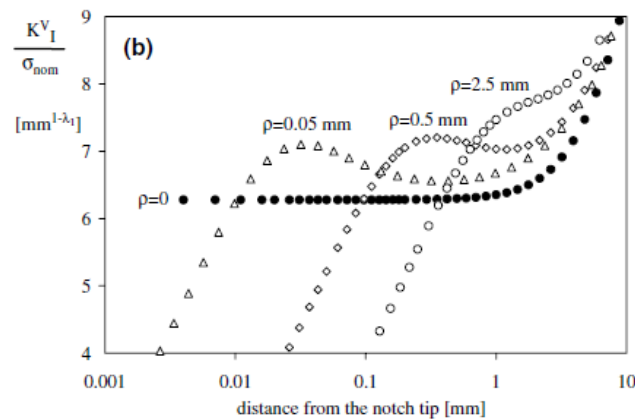 9
(b)
K^V_I
σ_nom
8
ρ=2.5 mm
[mm^{1-λ_I}]
ρ=0.5 mm
ρ=0.05 mm
7
ρ=0
6
5
4
0.001 0.01 0.1 1 10
distance from the notch tip [mm]